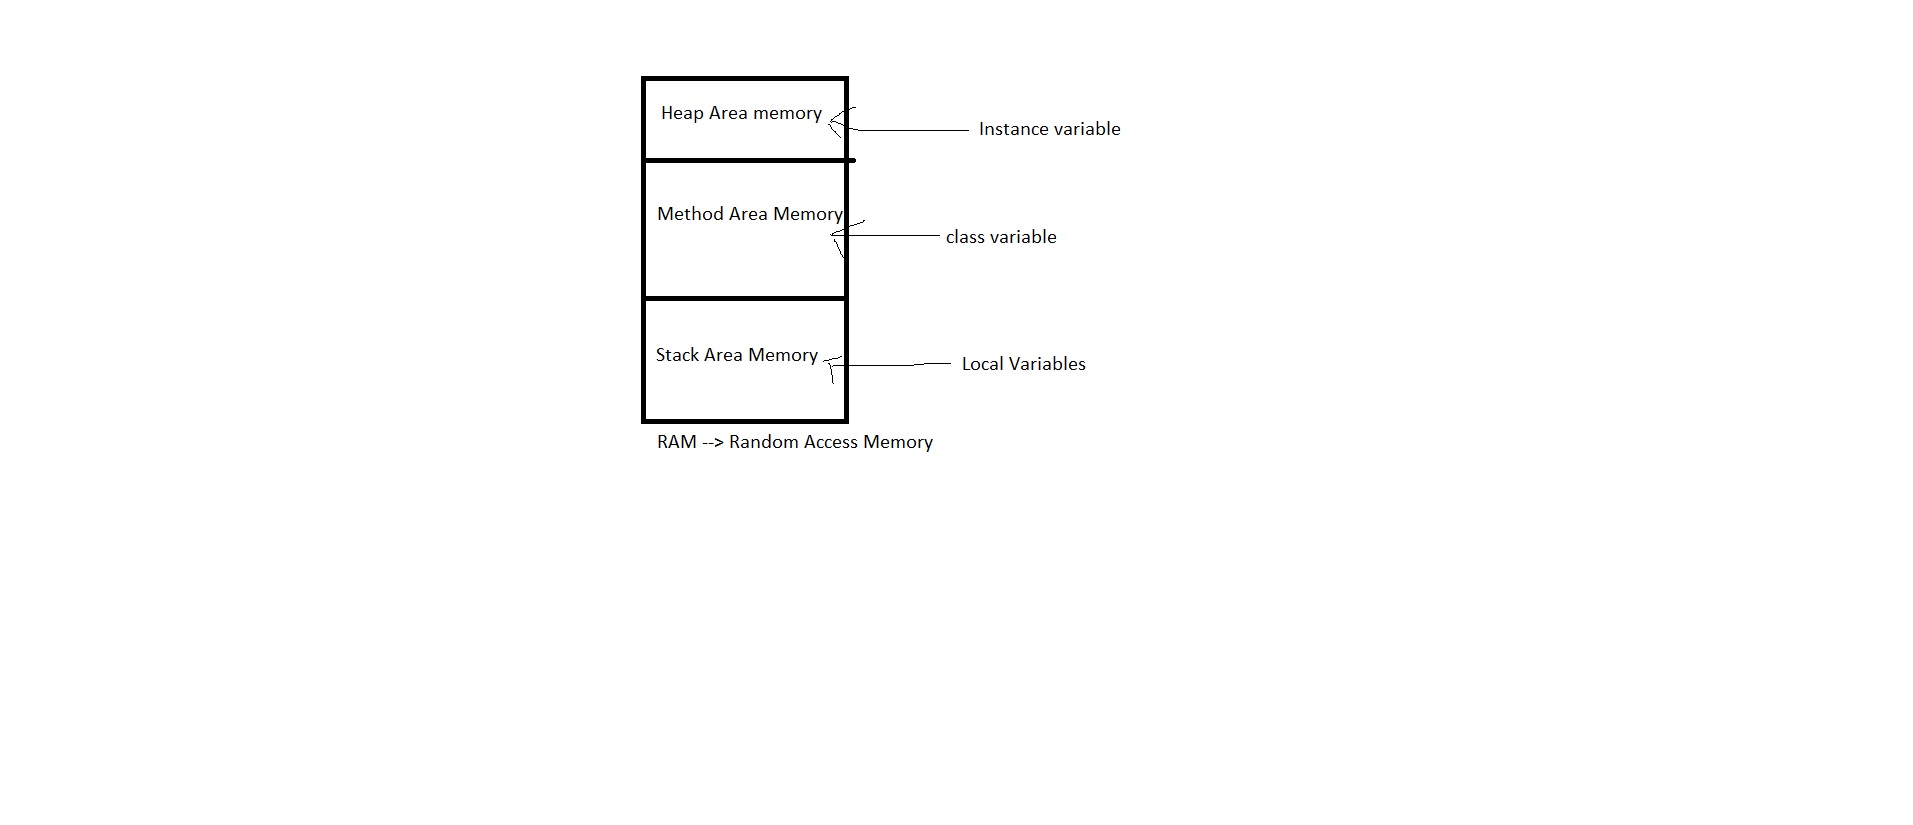 Heap Area memory
Instance variable
Method Area Memory
class variable
Stack Area Memory
Local Variables
RAM --> Random Access Memory